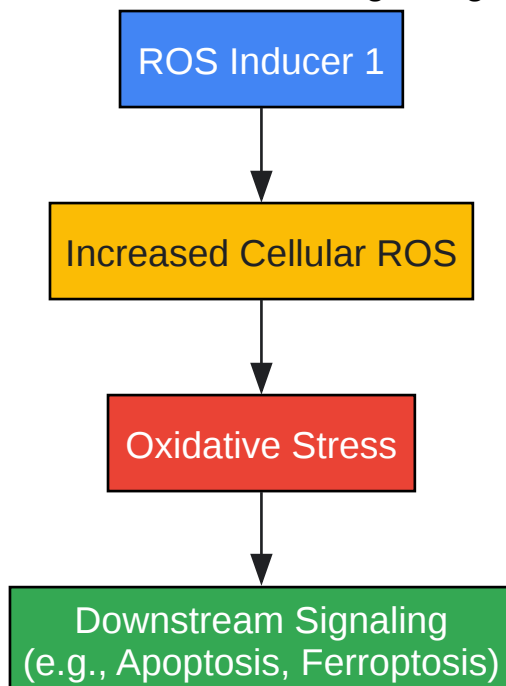 ROS Inducer 1
Increased Cellular ROS
Oxidative Stress
Downstream Signaling
(e.g., Apoptosis, Ferroptosis)